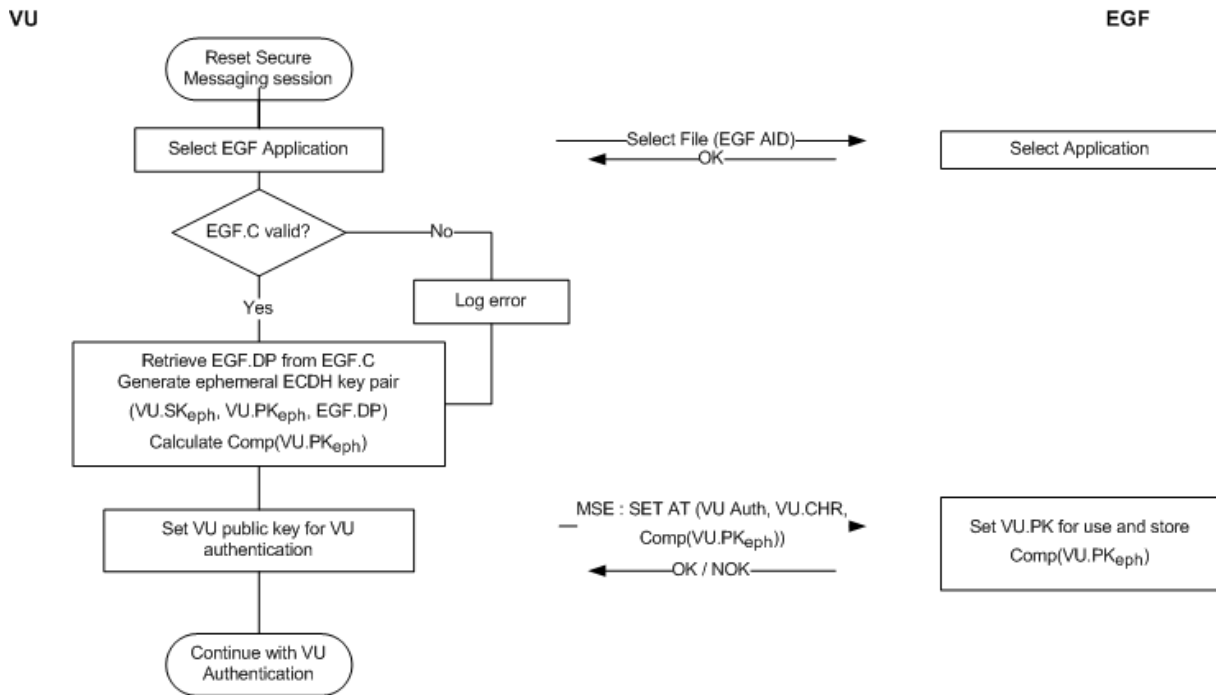 VU
EGF
Reset Secure
Messaging session
Select EGF Application
Select File (EGF AID)
OK
Select Application
EGF.C valid?
No
Log error
Yes
Retrieve EGF.DP from EGF.C
Generate ephemeral ECDH key pair
(VU.SKeph, VU.PKeph, EGF.DP)
Calculate Comp(VU.PKeph)
Set VU public key for VU
authentication
MSE : SET AT (VU Auth, VU.CHR,
Comp(VU.PKeph))
OK / NOK
Set VU.PK for use and store
Comp(VU.PKeph)
Continue with VU
Authentication